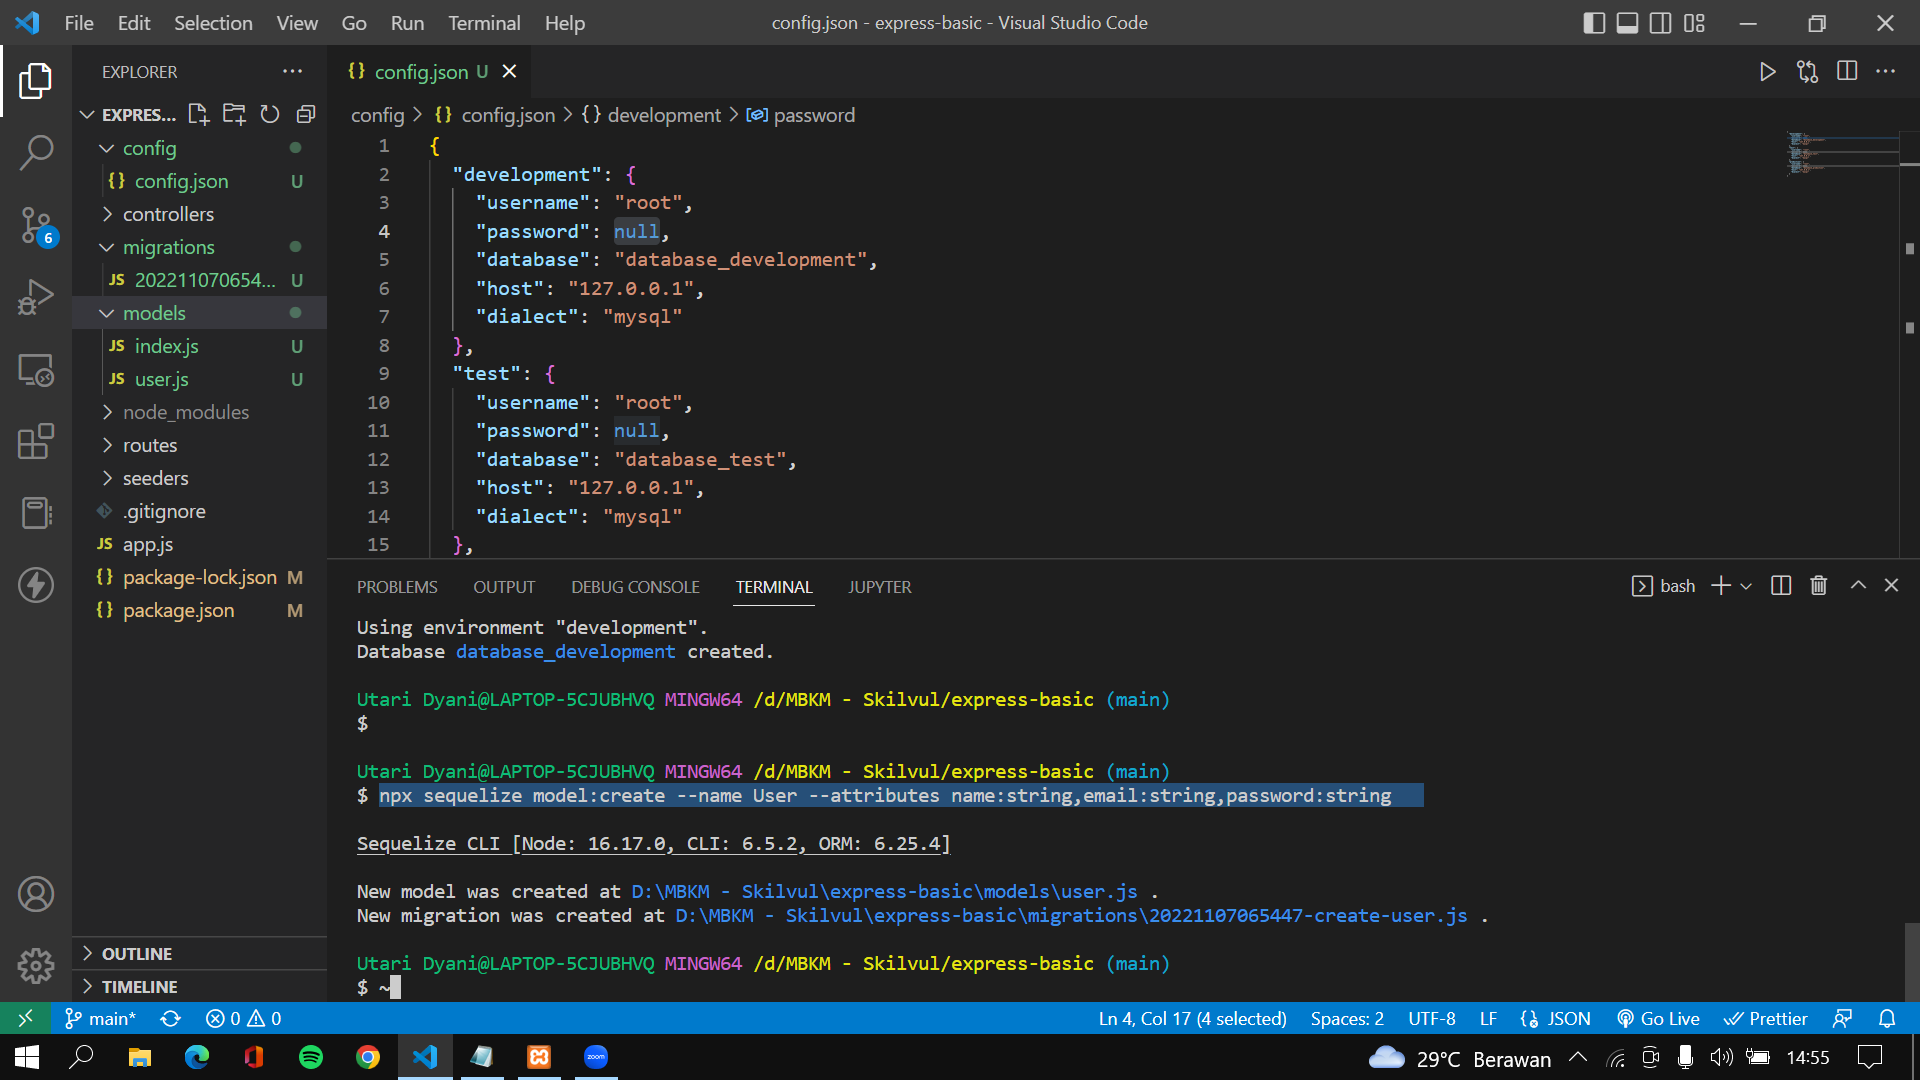 File Edit Selection View Go Run Terminal Help
config.json - express-basic - Visual Studio Code
EXPLORER
config.json U
EXPRES...
config > {} config.json > {} development > password
config
{} config.json U
controllers
migrations
JS 202211070654... U
models
JS index.js U
JS user.js U
node_modules
routes
seeders
.gitignore
JS app.js
{} package-lock.json M
{} package.json M
OUTLINE
TIMELINE
6
1 {
2 "development": {
3 "username": "root",
4 "password": null,
5 "database": "database_development",
6 "host": "127.0.0.1",
7 "dialect": "mysql"
8 },
9 "test": {
10 "username": "root",
11 "password": null,
12 "database": "database_test",
13 "host": "127.0.0.1",
14 "dialect": "mysql"
15 },
PROBLEMS OUTPUT DEBUG CONSOLE TERMINAL JUPYTER
bash
Using environment "development".
Database database_development created.
Utari Dyani@LAPTOP-5CJUBHVQ MINGW64 /d/MBKM - Skilvul/express-basic (main)
$
Utari Dyani@LAPTOP-5CJUBHVQ MINGW64 /d/MBKM - Skilvul/express-basic (main)
$ npx sequelize model:create --name User --attributes name:string,email:string,password:string
Sequelize CLI [Node: 16.17.0, CLI: 6.5.2, ORM: 6.25.4]
New model was created at D:\MBKM - Skilvul\express-basic\models\user.js .
New migration was created at D:\MBKM - Skilvul\express-basic\migrations\20221107065447-create-user.js .
Utari Dyani@LAPTOP-5CJUBHVQ MINGW64 /d/MBKM - Skilvul/express-basic (main)
$ ~
main* 0 0
Ln 4, Col 17 (4 selected) Spaces: 2 UTF-8 LF JSON Go Live Prettier
zoom
29°C Berawan
14:55